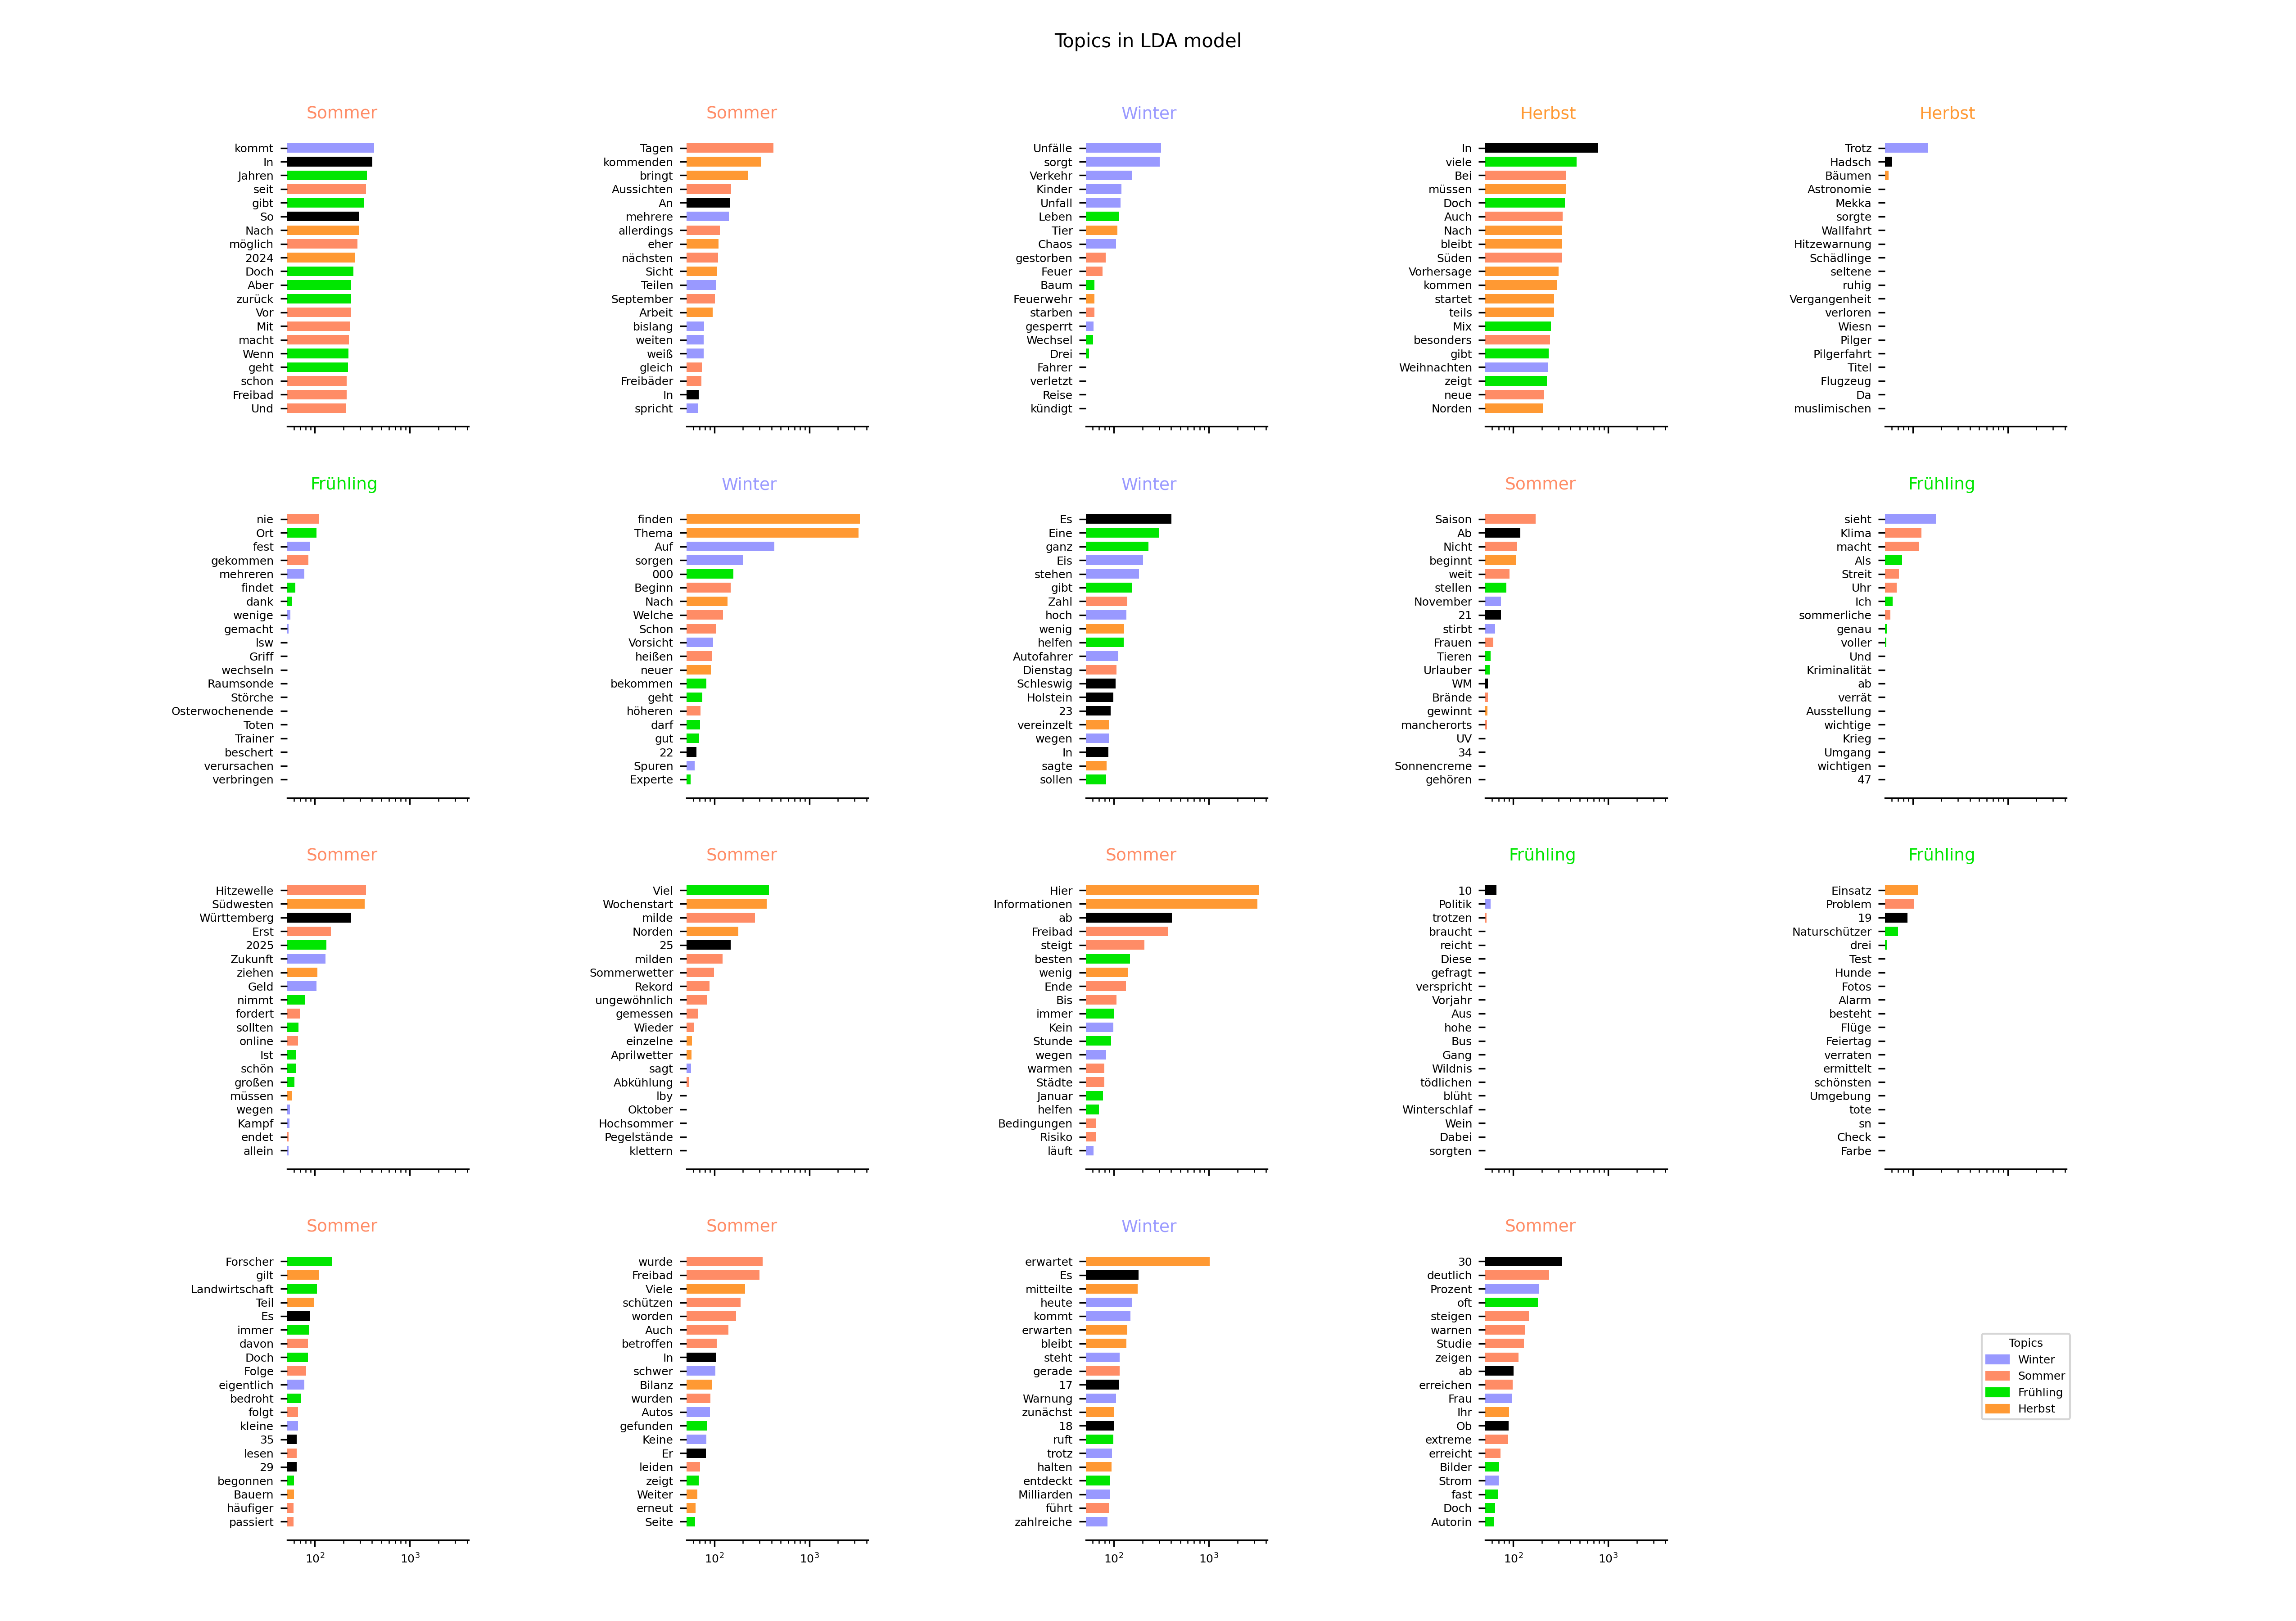 Topics in LDA model
Sommer
kommt
In
Jahren
seit
gibt
So
Nach
möglich
2024
Doch
Aber
zurück
Vor
Mit
macht
Wenn
geht
schon
Freibad
Und
Sommer
Tagen
kommenden
bringt
Aussichten
An
mehrere
allerdings
eher
nächsten
Sicht
Teilen
September
Arbeit
bislang
weiten
weiß
gleich
Freibäder
In
spricht
Winter
Unfälle
sorgt
Verkehr
Kinder
Unfall
Leben
Tier
Chaos
gestorben
Feuer
Baum
Feuerwehr
starben
gesperrt
Wechsel
Drei
Fahrer
verletzt
Reise
kündigt
Herbst
In
viele
Bei
müssen
Doch
Auch
Nach
bleibt
Süden
Vorhersage
kommen
startet
teils
Mix
besonders
gibt
Weihnachten
zeigt
neue
Norden
Herbst
Trotz
Hadsch
Bäumen
Astronomie
Mekka
sorgte
Wallfahrt
Hitzewarnung
Schädlinge
seltene
ruhig
Vergangenheit
verloren
Wiesn
Pilger
Pilgerfahrt
Titel
Flugzeug
Da
muslimischen
Frühling
nie
Ort
fest
gekommen
mehreren
findet
dank
wenige
gemacht
lsw
Griff
wechseln
Raumsonde
Störche
Osterwochenende
Toten
Trainer
beschert
verursachen
verbringen
Winter
finden
Thema
Auf
sorgen
000
Beginn
Nach
Welche
Schon
Vorsicht
heißen
neuer
bekommen
geht
höheren
darf
gut
22
Spuren
Experte
Winter
Es
Eine
ganz
Eis
stehen
gibt
Zahl
hoch
wenig
helfen
Autofahrer
Dienstag
Schleswig
Holstein
23
vereinzelt
wegen
In
sagte
sollen
Sommer
Saison
Ab
Nicht
beginnt
weit
stellen
November
21
stirbt
Frauen
Tieren
Urlauber
WM
Brände
gewinnt
mancherorts
UV
34
Sonnencreme
gehören
Frühling
sieht
Klima
macht
Als
Streit
Uhr
Ich
sommerliche
genau
voller
Und
Kriminalität
ab
verrät
Ausstellung
wichtige
Krieg
Umgang
wichtigen
47
Sommer
Hitzewelle
Südwesten
Württemberg
Erst
2025
Zukunft
ziehen
Geld
nimmt
fordert
sollten
online
Ist
schön
großen
müssen
wegen
Kampf
endet
allein
Sommer
Viel
Wochenstart
milde
Norden
25
milden
Sommerwetter
Rekord
ungewöhnlich
gemessen
Wieder
einzelne
Aprilwetter
sagt
Abkühlung
lby
Oktober
Hochsommer
Pegelstände
klettern
Sommer
Hier
Informationen
ab
Freibad
steigt
besten
wenig
Ende
Bis
immer
Kein
Stunde
wegen
warmen
Städte
Januar
helfen
Bedingungen
Risiko
läuft
Frühling
10
Politik
trotzen
braucht
reicht
Diese
gefragt
verspricht
Vorjahr
Aus
hohe
Bus
Gang
Wildnis
tödlichen
blüht
Winterschlaf
Wein
Dabei
sorgten
Frühling
Einsatz
Problem
19
Naturschützer
drei
Test
Hunde
Fotos
Alarm
besteht
Flüge
Feiertag
verraten
ermittelt
schönsten
Umgebung
tote
sn
Check
Farbe
Sommer
Forscher
gilt
Landwirtschaft
Teil
Es
immer
davon
Doch
Folge
eigentlich
bedroht
folgt
kleine
35
lesen
29
begonnen
Bauern
häufiger
passiert
10²
10³
Sommer
wurde
Freibad
Viele
schützen
worden
Auch
betroffen
In
schwer
Bilanz
wurden
Autos
gefunden
Keine
Er
leiden
zeigt
Weiter
erneut
Seite
10²
10³
Winter
erwartet
Es
mitteilte
heute
kommt
erwarten
bleibt
steht
gerade
17
Warnung
zunächst
18
ruft
trotz
halten
entdeckt
Milliarden
führt
zahlreiche
10²
10³
Sommer
30
deutlich
Prozent
oft
steigen
warnen
Studie
zeigen
ab
erreichen
Frau
Ihr
Ob
extreme
erreicht
Bilder
Strom
fast
Doch
Autorin
10²
10³
Topics
Winter
Sommer
Frühling
Herbst